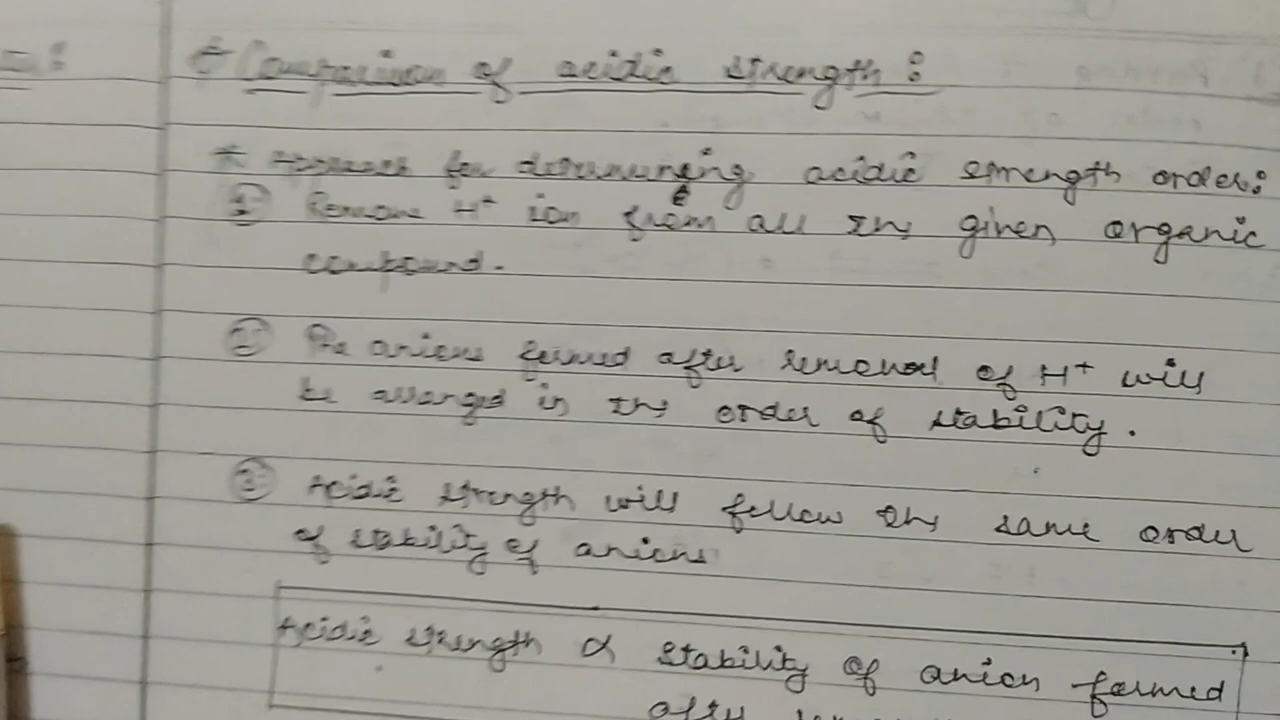 * Comparison of acidic strength :
* Process for determining acidic strength order:
① Remove H⁺ ion from all the given organic
compound.
② The anions formed after removal of H⁺ will
be arranged in the order of stability.
③ Acidic strength will follow the same order
of stability of anions
Acidic strength ∝ stability of anion formed
after